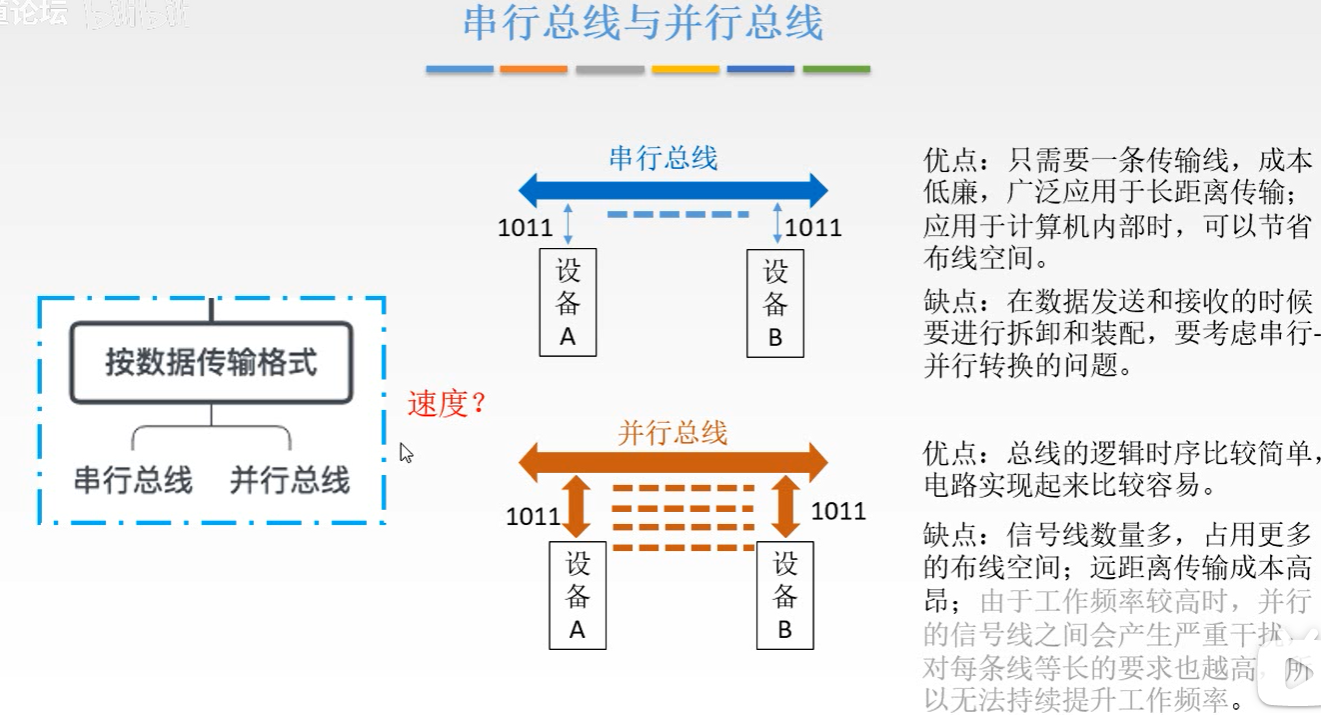 道论坛
串行总线与并行总线
串行总线
1011
1011
设
备
A
设
备
B
优点：只需要一条传输线，成本
低廉，广泛应用于长距离传输；
应用于计算机内部时，可以节省
布线空间。
缺点：在数据发送和接收的时候
要进行拆卸和装配，要考虑串行-
并行转换的问题。
按数据传输格式
串行总线 并行总线
速度？
并行总线
1011
1011
设
备
A
设
备
B
优点：总线的逻辑时序比较简单，
电路实现起来比较容易。
缺点：信号线数量多，占用更多
的布线空间；远距离传输成本高
昂；由于工作频率较高时，并行
的信号线之间会产生严重干扰，
对每条线等长的要求也越高，所
以无法持续提升工作频率。